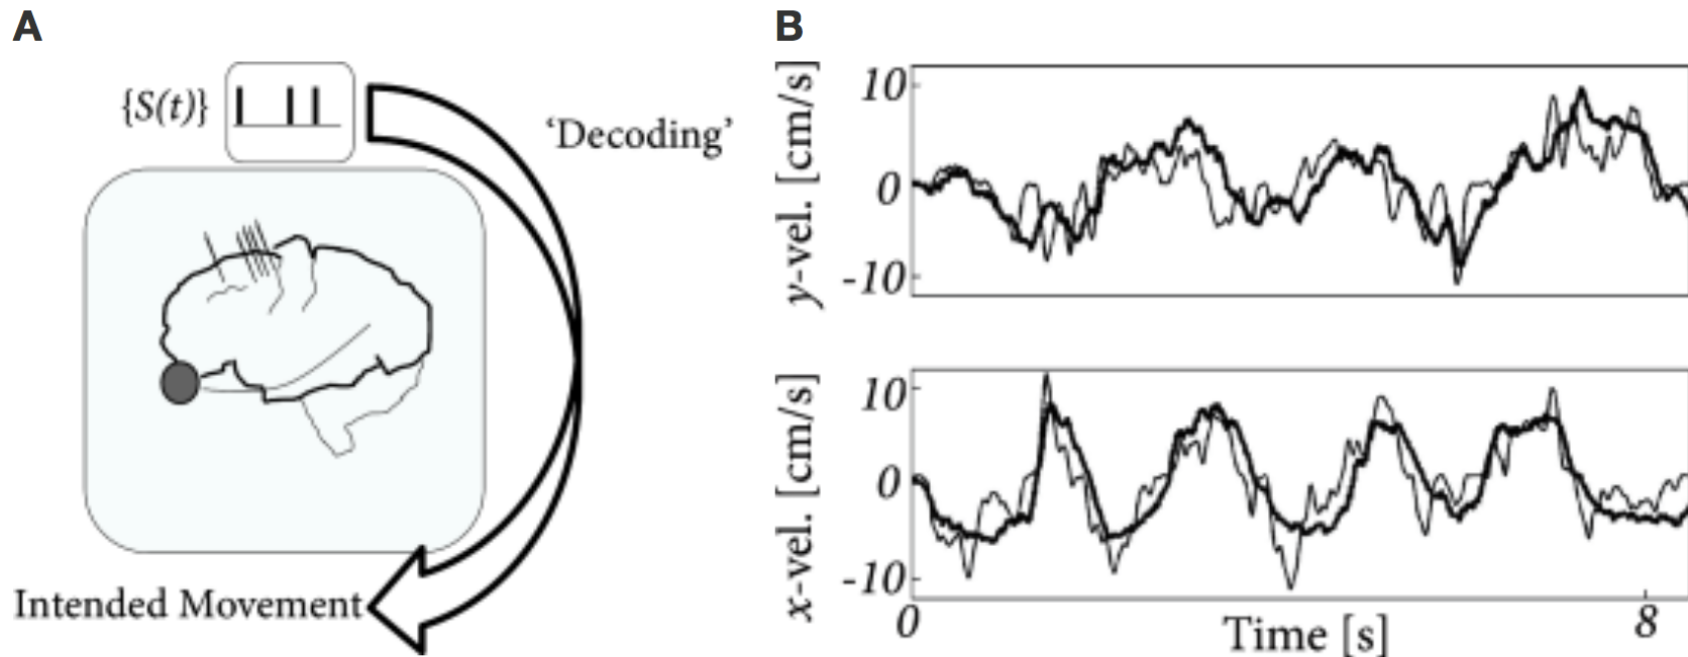 A
{S(t)}
‘Decoding’
Intended Movement
B
y-vel. [cm/s]
10
0
-10
x-vel. [cm/s]
10
0
-10
0
8
Time [s]